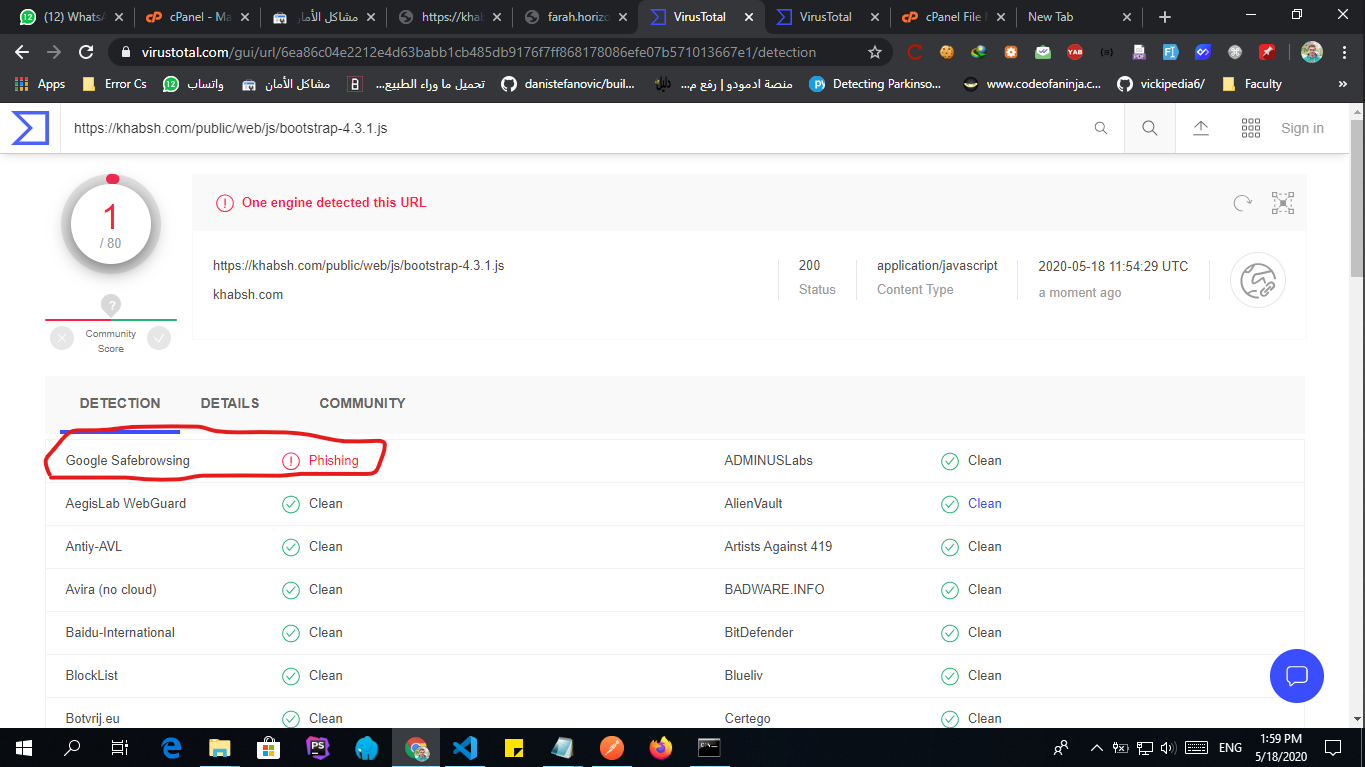 (12) Whats
cPanel - Ma
مشاكل الأمان
https://khab
farah.horizo
VirusTotal
VirusTotal
cPanel File M
New Tab
virustotal.com/gui/url/6ea86c04e2212e4d63babb1cb485db9176f7ff868178086efe07b571013667e1/detection
Apps
Error Cs
واتساب
مشاكل الأمان
تحميل ما وراء الطبيع...
danistefanovic/buil...
منصة ادمودو | رفع م...
Detecting Parkinso...
www.codeofaninja.c...
vickipedia6/
Faculty
»
https://khabsh.com/public/web/js/bootstrap-4.3.1.js
Sign in
1
/ 80
?
Community
Score
One engine detected this URL
https://khabsh.com/public/web/js/bootstrap-4.3.1.js
khabsh.com
200
Status
application/javascript
Content Type
2020-05-18 11:54:29 UTC
a moment ago
DETECTION
DETAILS
COMMUNITY
Google Safebrowsing Phishing ADMINUSLabs Clean
AegisLab WebGuard Clean AlienVault Clean
Antiy-AVL Clean Artists Against 419 Clean
Avira (no cloud) Clean BADWARE.INFO Clean
Baidu-International Clean BitDefender Clean
BlockList Clean Blueliv Clean
Botvrij.eu Clean Certego Clean
ENG
1:59 PM
5/18/2020